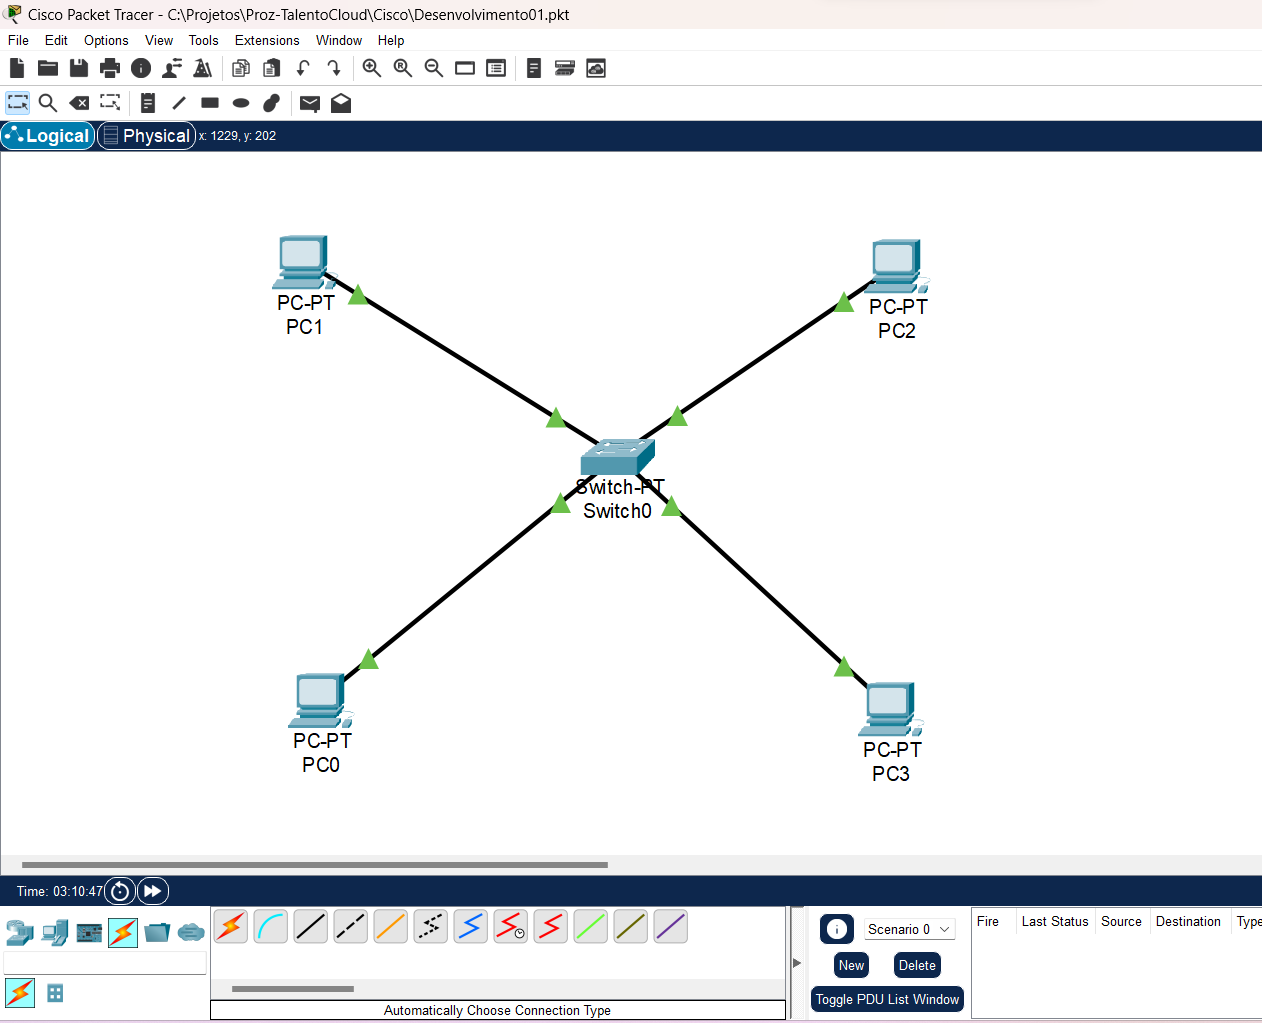 Cisco Packet Tracer - C:\Projetos\Proz-TalentoCloud\Cisco\Desenvolvimento01.pkt
File Edit Options View Tools Extensions Window Help
Logical Physical x: 1229, y: 202
PC-PT
PC1
PC-PT
PC2
Switch-PT
Switch0
PC-PT
PC0
PC-PT
PC3
Time: 03:10:47
Scenario 0
Fire Last Status Source Destination Type
New Delete
Toggle PDU List Window
Automatically Choose Connection Type